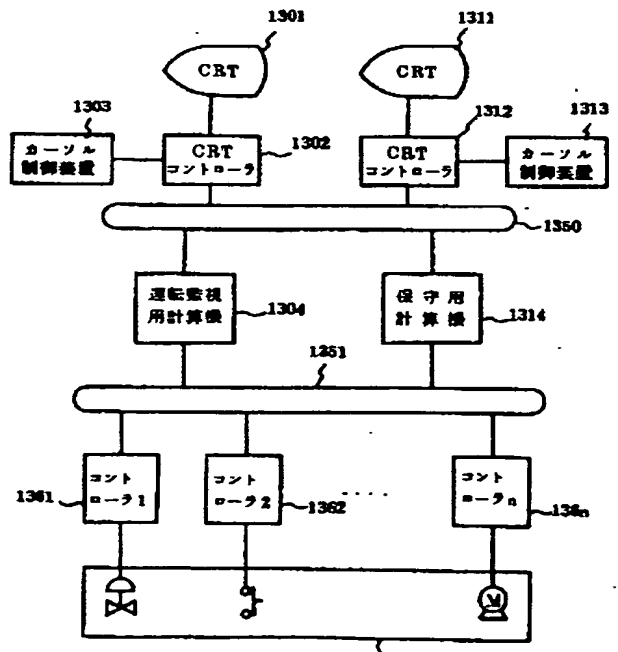 1301
1311
CRT
CRT
1303
1312
1313
カーソル
制御装置
CRT
コントローラ
1302
CRT
コントローラ
カーソル
制御装置
1350
運転監視
用計算機
1304
保守用
計算機
1314
1351
1361
コント
ローラ1
コント
ローラ2
1362
....
コント
ローラn
136n
M